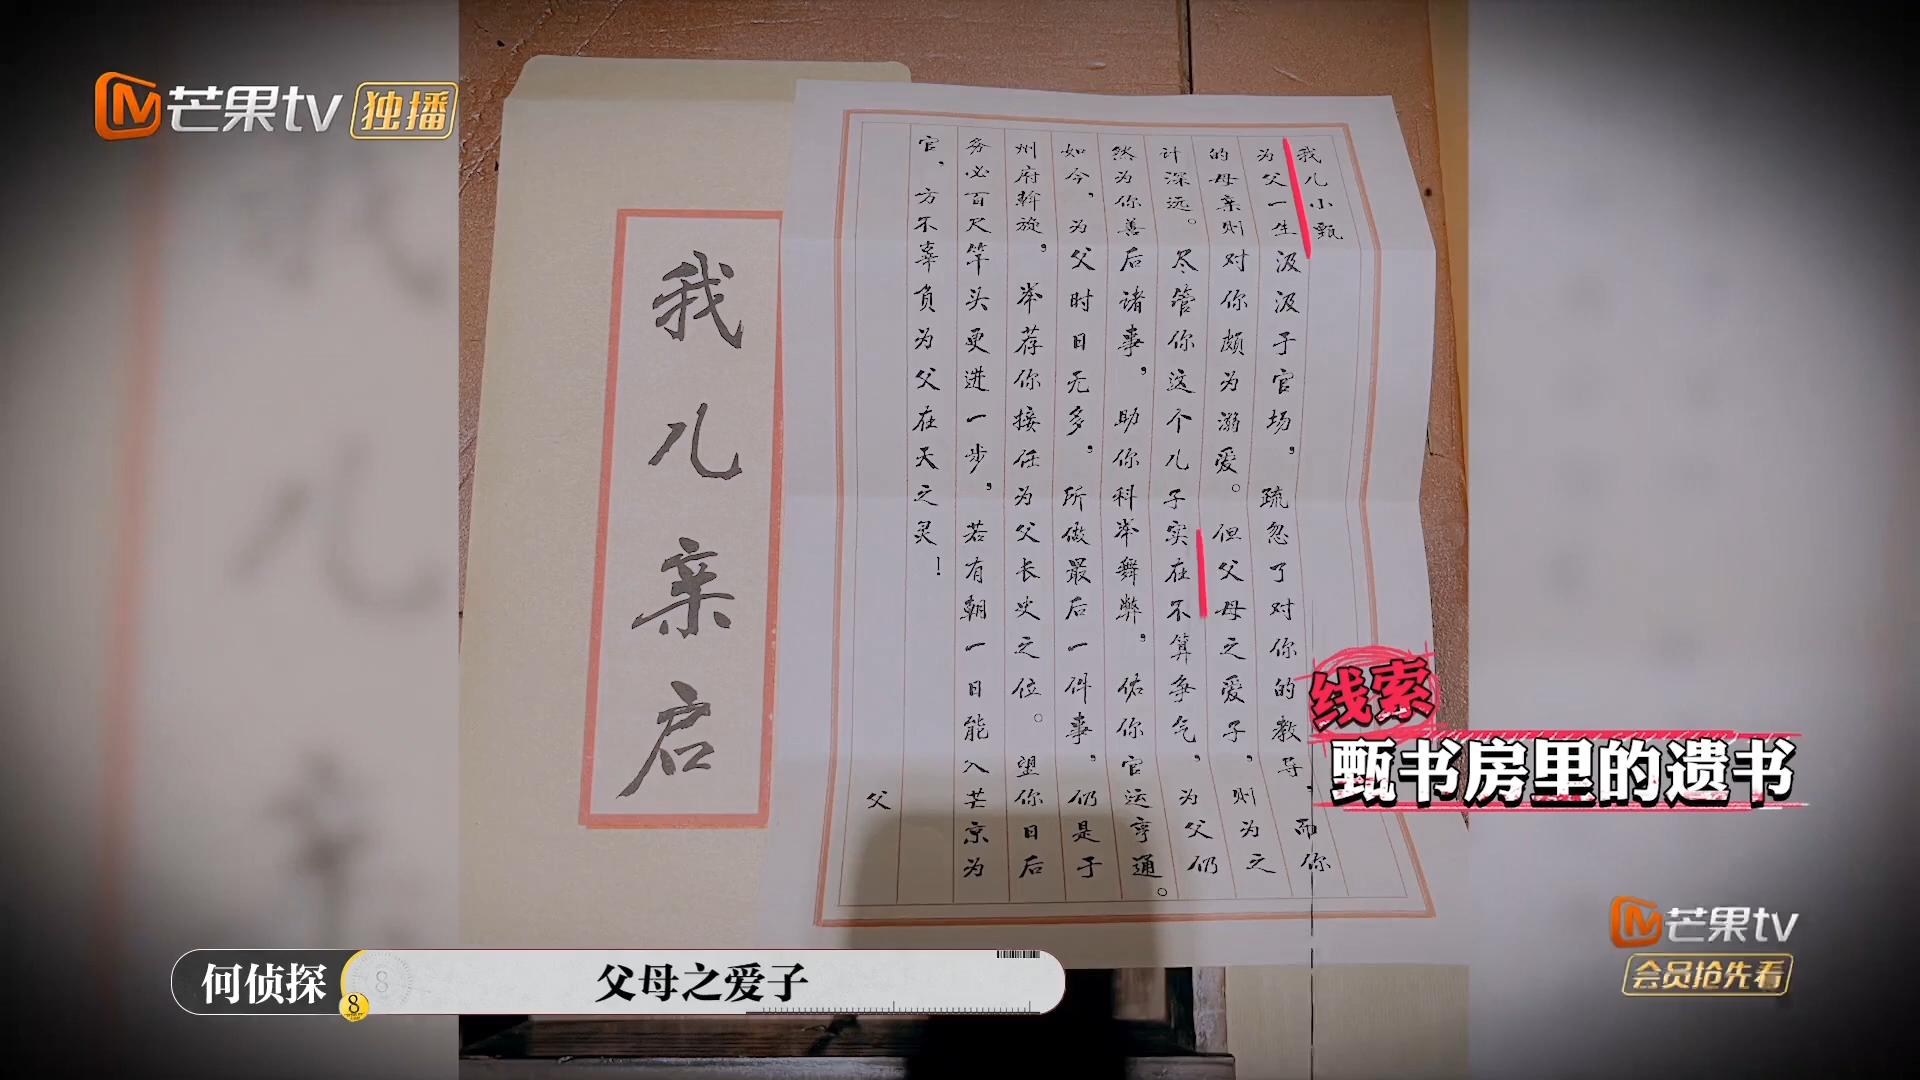 芒果tv 独播
我儿亲启
我儿小甄
为父一生汲汲于官场，疏忽了对你的教导，而你
的母亲则对你颇为溺爱。但父母之爱子，则为之
计深远。尽管你这个儿子实在不算争气，为父仍
然为你善后诸事，助你科举舞弊，佑你官运亨通。
如今，为父时日无多，所做最后一件事，仍是于
州府斡旋，举荐你接任为父长史之位。望你日后
务必百尺竿头更进一步，若有朝一日能入芒京为
官，方不辜负为父在天之灵！
父
线索
甄书房里的遗书
芒果tv
会员抢先看
何侦探
8
8
父母之爱子